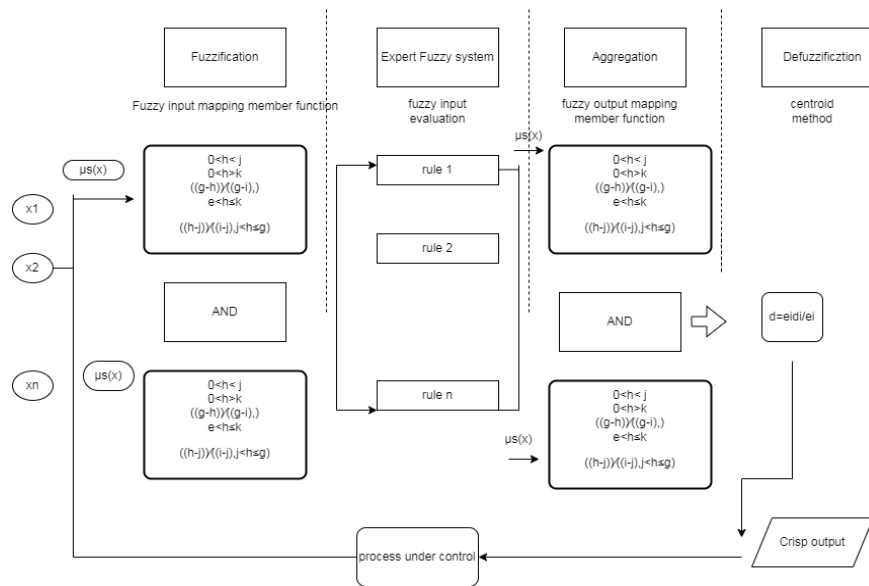 Fuzzification
Expert Fuzzy system
Aggregation
Defuzzificztion
Fuzzy input mapping member function
fuzzy input
evaluation
fuzzy output mapping
member function
centroid
method
μs(x)
0<h< j
0<h>k
((g-h))⁄((g-i),)
e<h≤k
((h-j))⁄((i-j),j<h≤g)
x1
x2
xn
AND
μs(x)
0<h< j
0<h>k
((g-h))⁄((g-i),)
e<h≤k
((h-j))⁄((i-j),j<h≤g)
rule 1
rule 2
rule n
μs(x)
0<h< j
0<h>k
((g-h))⁄((g-i),)
e<h≤k
((h-j))⁄((i-j),j<h≤g)
AND
μs(x)
0<h< j
0<h>k
((g-h))⁄((g-i),)
e<h≤k
((h-j))⁄((i-j),j<h≤g)
d=eidi/ei
Crisp output
process under control